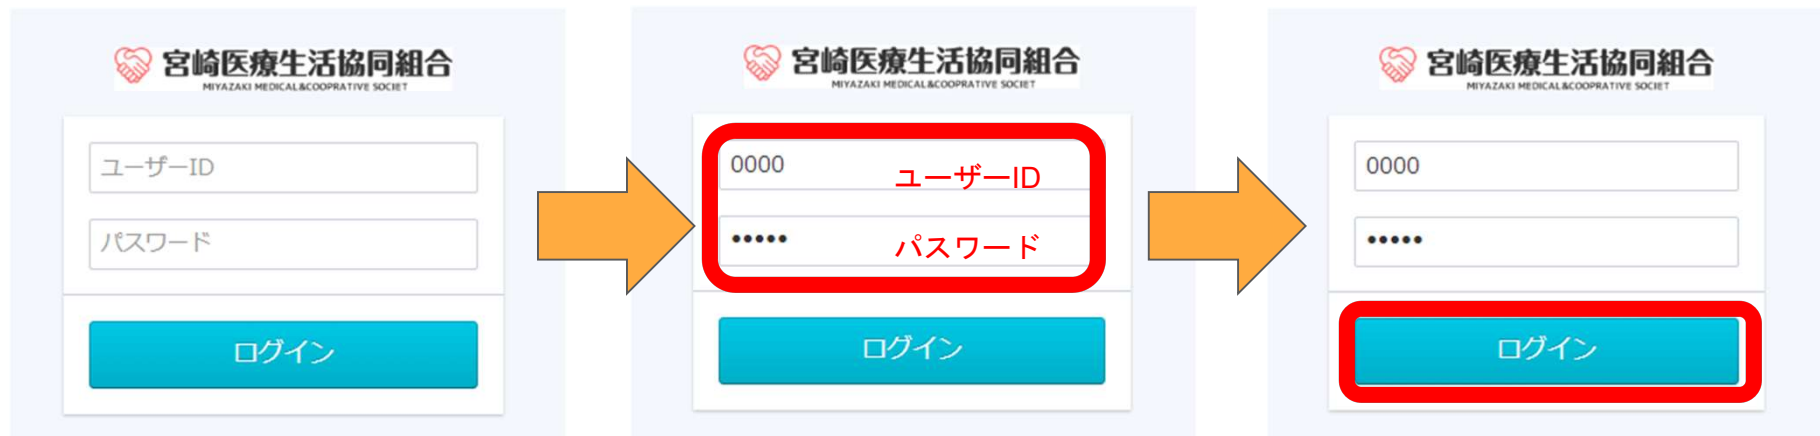 宮崎医療生活協同組合
MIYAZAKI MEDICAL&COOPRATIVE SOCIET
ユーザーID
パスワード
ログイン
宮崎医療生活協同組合
MIYAZAKI MEDICAL&COOPRATIVE SOCIET
0000
ユーザーID
•••••
パスワード
ログイン
宮崎医療生活協同組合
MIYAZAKI MEDICAL&COOPRATIVE SOCIET
0000
•••••
ログイン